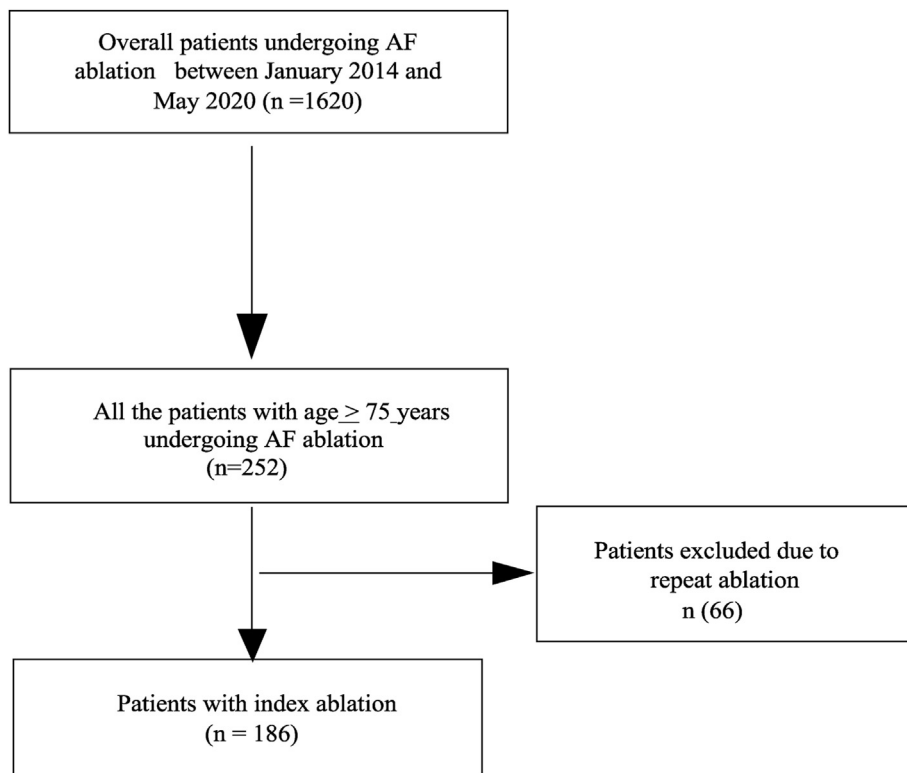 Overall patients undergoing AF
ablation between January 2014 and
May 2020 (n =1620)
All the patients with age ≥ 75 years
undergoing AF ablation
(n=252)
Patients excluded due to
repeat ablation
n (66)
Patients with index ablation
(n = 186)